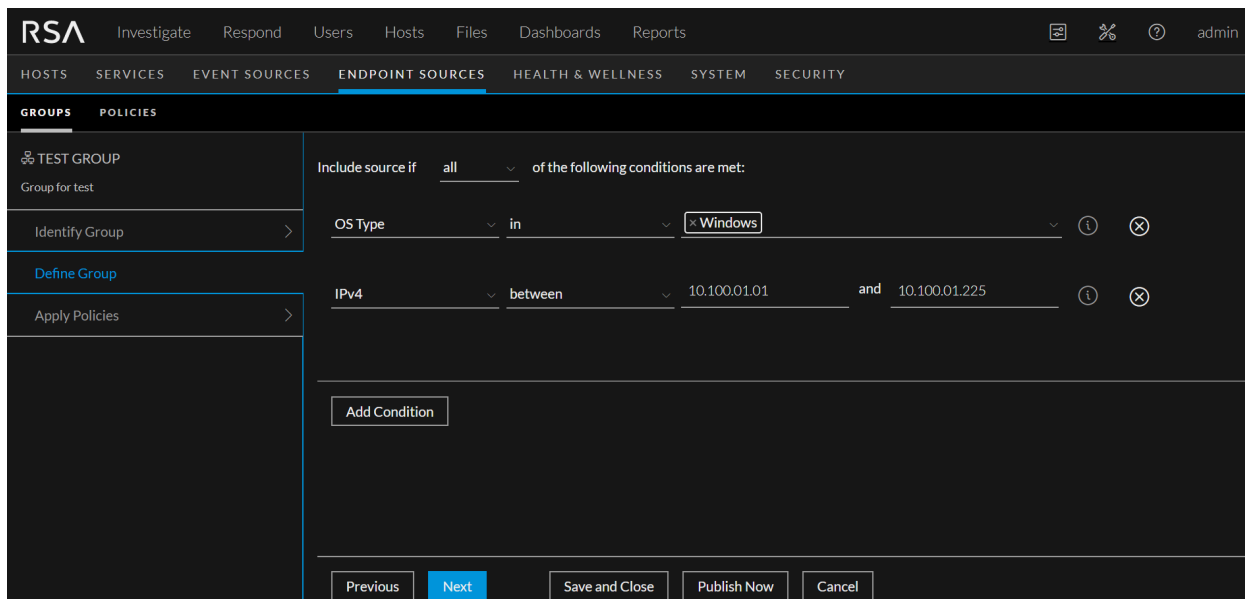 RSA Investigate Respond Users Hosts Files Dashboards Reports admin
HOSTS SERVICES EVENT SOURCES ENDPOINT SOURCES HEALTH & WELLNESS SYSTEM SECURITY
GROUPS POLICIES
TEST GROUP
Group for test
Identify Group
Define Group
Apply Policies
Include source if all of the following conditions are met:
OS Type in × Windows
IPv4 between 10.100.01.01 and 10.100.01.225
Add Condition
Previous Next Save and Close Publish Now Cancel